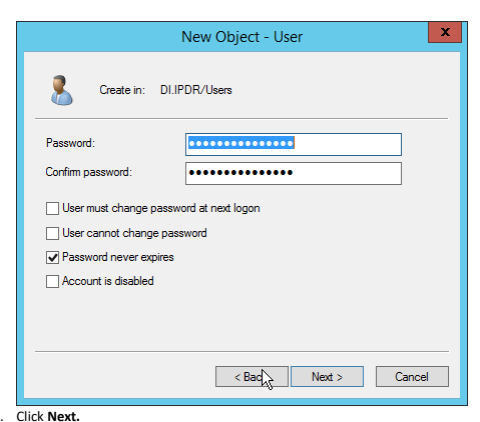 New Object - User
x
Create in: DI.IPDR/Users
Password:
●●●●●●●●●●●●●●●
Confirm password:
●●●●●●●●●●●●●●●
User must change password at next logon
User cannot change password
Password never expires
Account is disabled
< Back Next > Cancel
. Click Next.